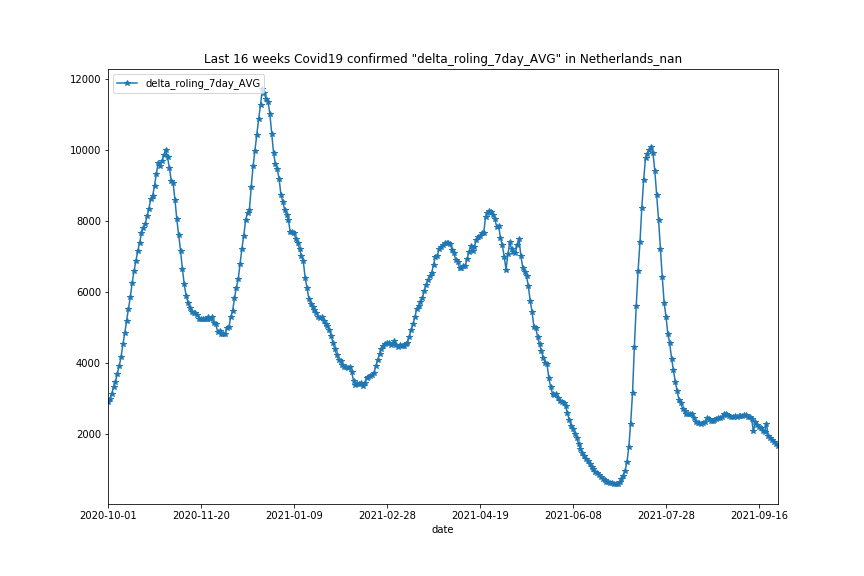 Last 16 weeks Covid19 confirmed "delta_roling_7day_AVG" in Netherlands_nan
delta_roling_7day_AVG
12000
10000
8000
6000
4000
2000
2020-10-01 2020-11-20 2021-01-09 2021-02-28 2021-04-19 2021-06-08 2021-07-28 2021-09-16
date